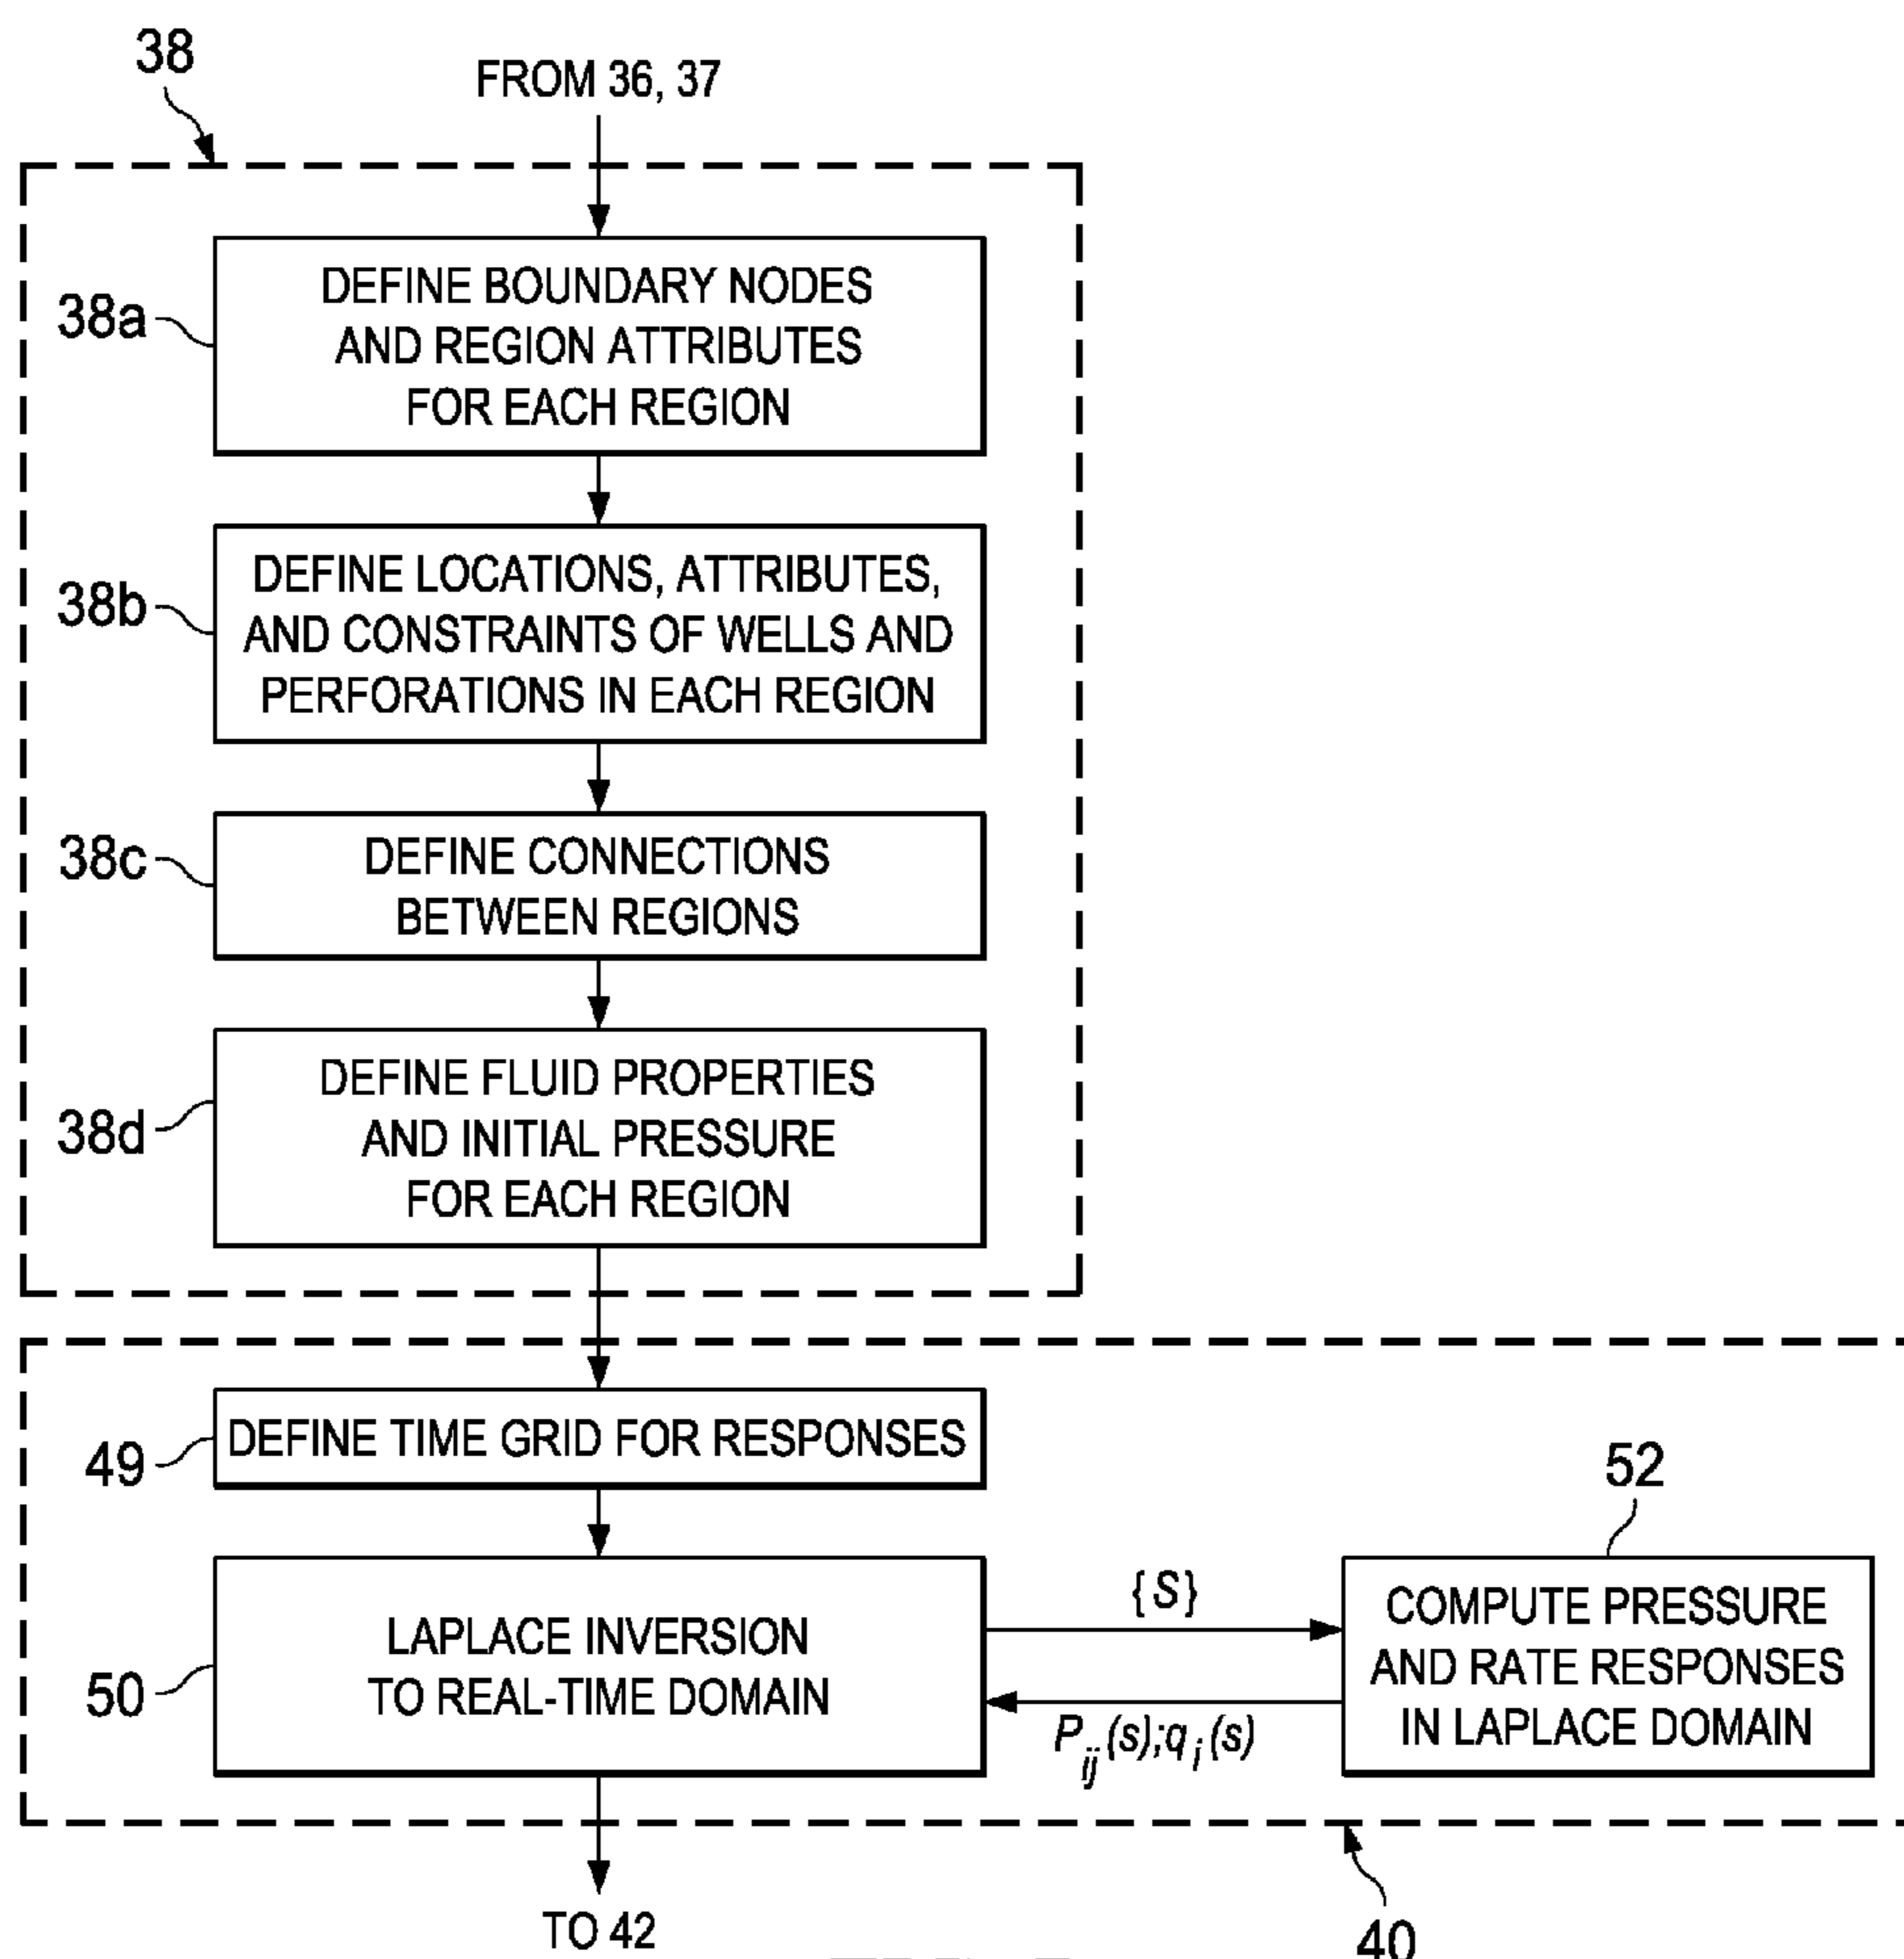 38
FROM 36, 37
38a
DEFINE BOUNDARY NODES
AND REGION ATTRIBUTES
FOR EACH REGION
38b
DEFINE LOCATIONS, ATTRIBUTES,
AND CONSTRAINTS OF WELLS AND
PERFORATIONS IN EACH REGION
38c
DEFINE CONNECTIONS
BETWEEN REGIONS
38d
DEFINE FLUID PROPERTIES
AND INITIAL PRESSURE
FOR EACH REGION
49
DEFINE TIME GRID FOR RESPONSES
50
LAPLACE INVERSION
TO REAL-TIME DOMAIN
{S}
P_ij(s);q_i(s)
52
COMPUTE PRESSURE
AND RATE RESPONSES
IN LAPLACE DOMAIN
TO 42
40